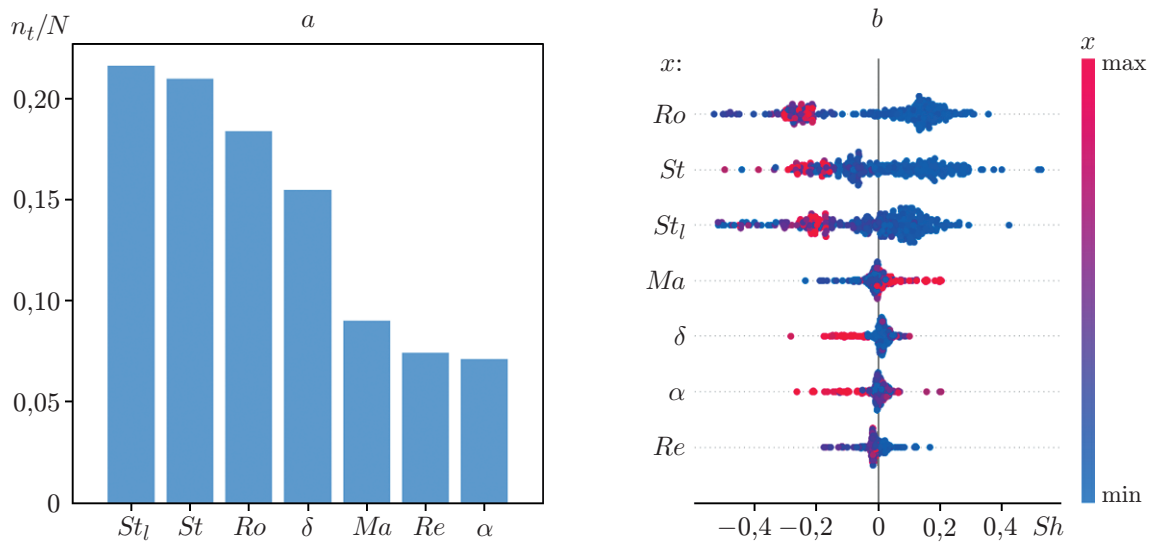 a
n_t/N
0,20
0,15
0,10
0,05
0
St_l St Ro δ Ma Re α
b
x
x:
max
Ro
St
St_l
Ma
δ
α
Re
min
−0,4 −0,2 0 0,2 0,4 Sh